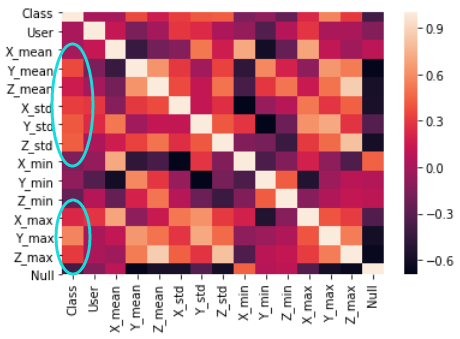 Class
User
X_mean
Y_mean
Z_mean
X_std
Y_std
Z_std
X_min
Y_min
Z_min
X_max
Y_max
Z_max
Null
Class
User
X_mean
Y_mean
Z_mean
X_std
Y_std
Z_std
X_min
Y_min
Z_min
X_max
Y_max
Z_max
Null
0.9
0.6
0.3
0.0
−0.3
−0.6